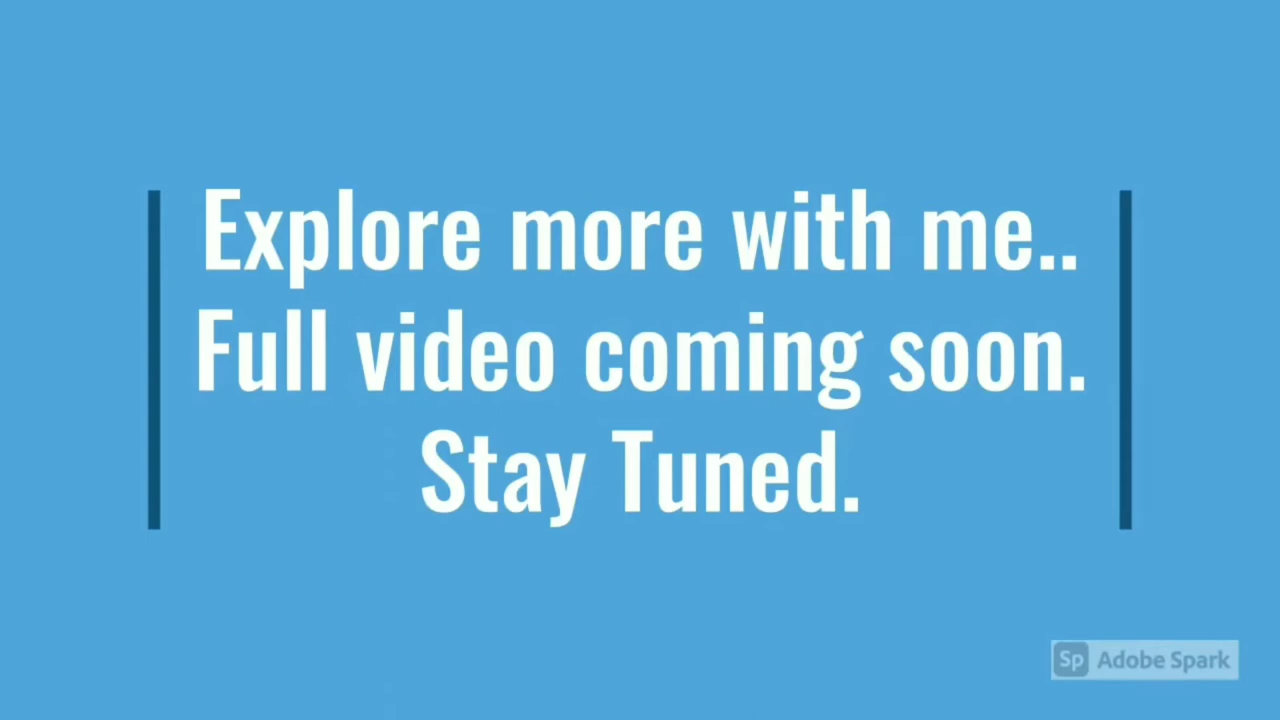 Explore more with me..
Full video coming soon.
Stay Tuned.
Sp Adobe Spark